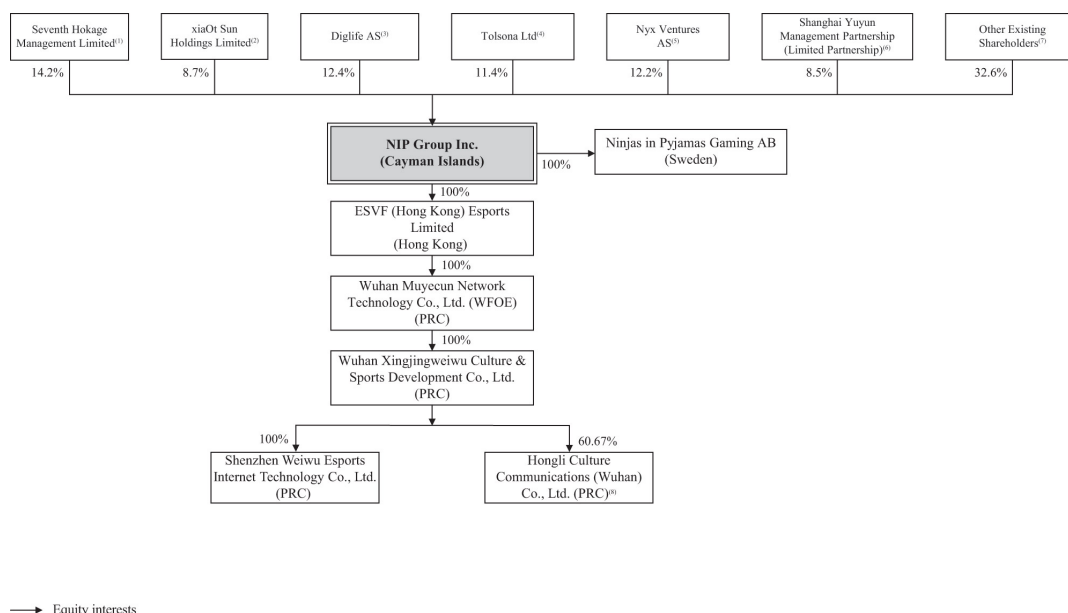 Seventh Hokage
Management Limited(1)
xiaOt Sun
Holdings Limited(2)
Diglife AS(3)
Tolsona Ltd(4)
Nyx Ventures
AS(5)
Shanghai Yuyun
Management Partnership
(Limited Partnership)(6)
Other Existing
Shareholders(7)
14.2%
8.7%
12.4%
11.4%
12.2%
8.5%
32.6%
NIP Group Inc.
(Cayman Islands)
100%
Ninjas in Pyjamas Gaming AB
(Sweden)
100%
ESVF (Hong Kong) Esports
Limited
(Hong Kong)
100%
Wuhan Muyecun Network
Technology Co., Ltd. (WFOE)
(PRC)
100%
Wuhan Xingjingweiwu Culture &
Sports Development Co., Ltd.
(PRC)
100%
60.67%
Shenzhen Weiwu Esports
Internet Technology Co., Ltd.
(PRC)
Hongli Culture
Communications (Wuhan)
Co., Ltd. (PRC)(8)
Equity interests